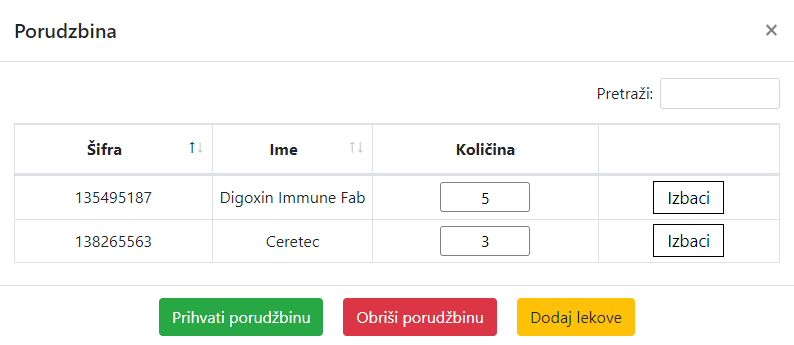 Porudzbina ×
Pretraži:
Šifra Ime Količina
135495187 Digoxin Immune Fab 5 Izbaci
138265563 Ceretec 3 Izbaci
Prihvati porudžbinu Obriši porudžbinu Dodaj lekove